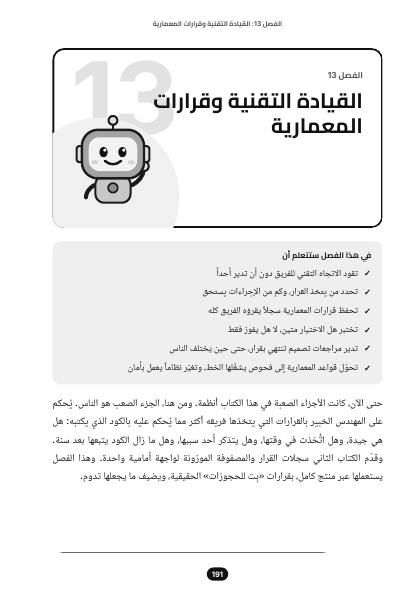 الفصل 13: القيادة التقنية وقرارات المعمارية
13
الفصل 13
القيادة التقنية وقرارات
المعمارية
في هذا الفصل ستتعلم أن
✓ تقود الاتجاه التقني للفريق دون أن تدير أحداً
✓ تحدد من يتخذ القرار، وكم من الإجراءات يستحق
✓ تحفظ قرارات المعمارية سجلاً يقرؤه الفريق كله
✓ تختبر هل الاختيار متين، لا هل يفوز فقط
✓ تدير مراجعات تصميم تنتهي بقرار، حتى حين يختلف الناس
✓ تحوّل قواعد المعمارية إلى فحوص يشغّلها الخط، وتغيّر نظاماً يعمل بأمان
حتى الآن، كانت الأجزاء الصعبة في هذا الكتاب أنظمة. ومن هنا، الجزء الصعب هو الناس. يُحكم
على المهندس الخبير بالقرارات التي يتخذها فريقه أكثر مما يُحكم عليه بالكود الذي يكتبه: هل
هي جيدة، وهل اتُّخذت في وقتها، وهل يتذكر أحد سببها، وهل ما زال الكود يتبعها بعد سنة.
وقدّم الكتاب الثاني سجلات القرار والمصفوفة الموزونة لواجهة أمامية واحدة. وهذا الفصل
يستعملها عبر منتج كامل، بقرارات «بِت للحجوزات» الحقيقية، ويضيف ما يجعلها تدوم.
191